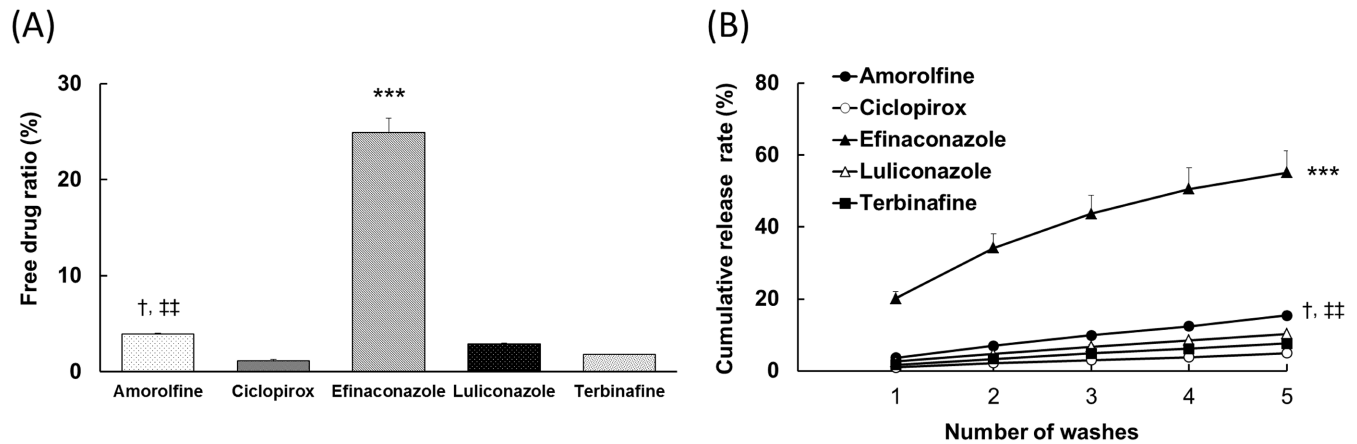 (A)
Free drug ratio (%)
30
20
10
0
***
†, ‡‡
Amorolfine Ciclopirox Efinaconazole Luliconazole Terbinafine
(B)
Cumulative release rate (%)
80
60
40
20
0
Amorolfine
Ciclopirox
Efinaconazole
Luliconazole
Terbinafine
***
†, ‡‡
1 2 3 4 5
Number of washes